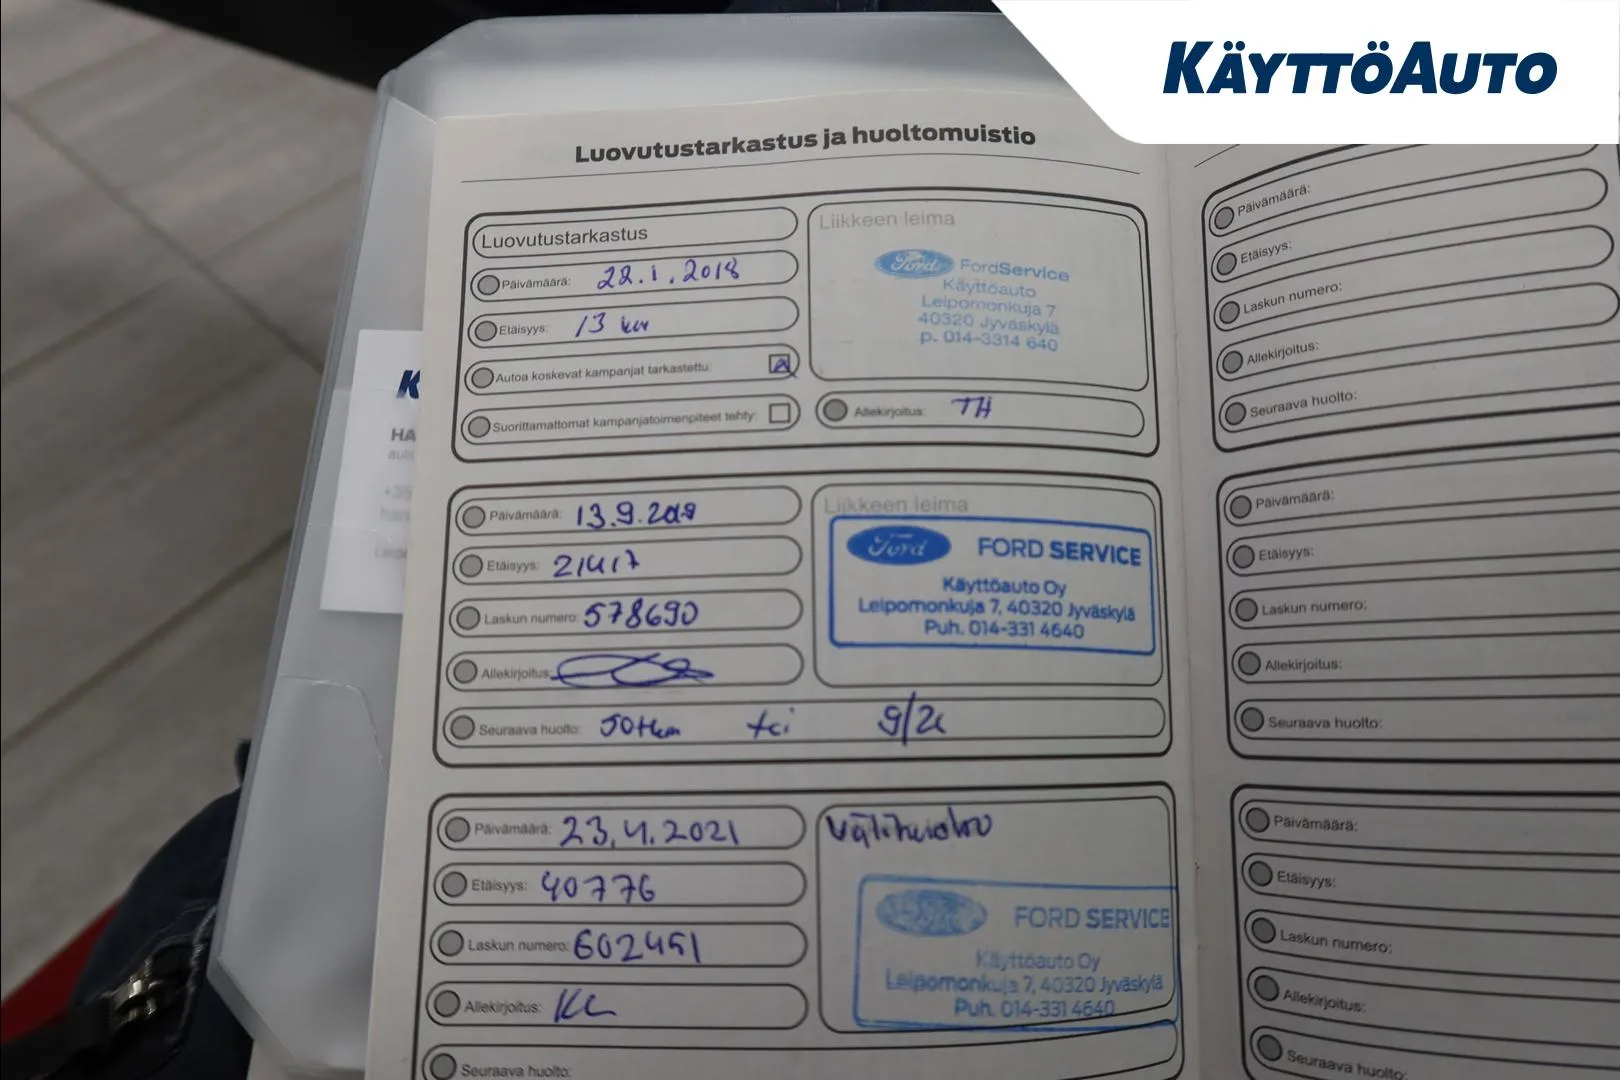 KÄYTTÖAUTO
Luovutustarkastus ja huoltomuistio
Luovutustarkastus
Päivämäärä: 22.1.2018
Etäisyys: 13 km
Autoa koskevat kampanjat tarkastettu:
Suorittamattomat kampanjatoimenpiteet tehty:
Liikkeen leima
Ford FordService
Käyttöauto
Leipomonkuja 7
40320 Jyväskylä
p. 014-3314 640
Allekirjoitus: TH
Päivämäärä: 13.9.2019
Etäisyys: 21417
Laskun numero: 578690
Allekirjoitus:
Seuraava huolto: 50tkm tai
Liikkeen leima
Ford FORD SERVICE
Käyttöauto Oy
Leipomonkuja 7, 40320 Jyväskylä
Puh. 014-331 4640
Päivämäärä: 23.4.2021
Etäisyys: 40776
Laskun numero: 602451
Allekirjoitus: KL
Seuraava huolto:
Välihuolto
FORD SERVICE
Käyttöauto Oy
Leipomonkuja 7, 40320 Jyväskylä
Puh. 014-331 4640
Päivämäärä:
Etäisyys:
Laskun numero:
Allekirjoitus:
Seuraava huolto:
Päivämäärä:
Etäisyys:
Laskun numero:
Allekirjoitus:
Seuraava huolto:
Päivämäärä:
Etäisyys:
Laskun numero:
Allekirjoitus:
Seuraava huolto:
K
HA